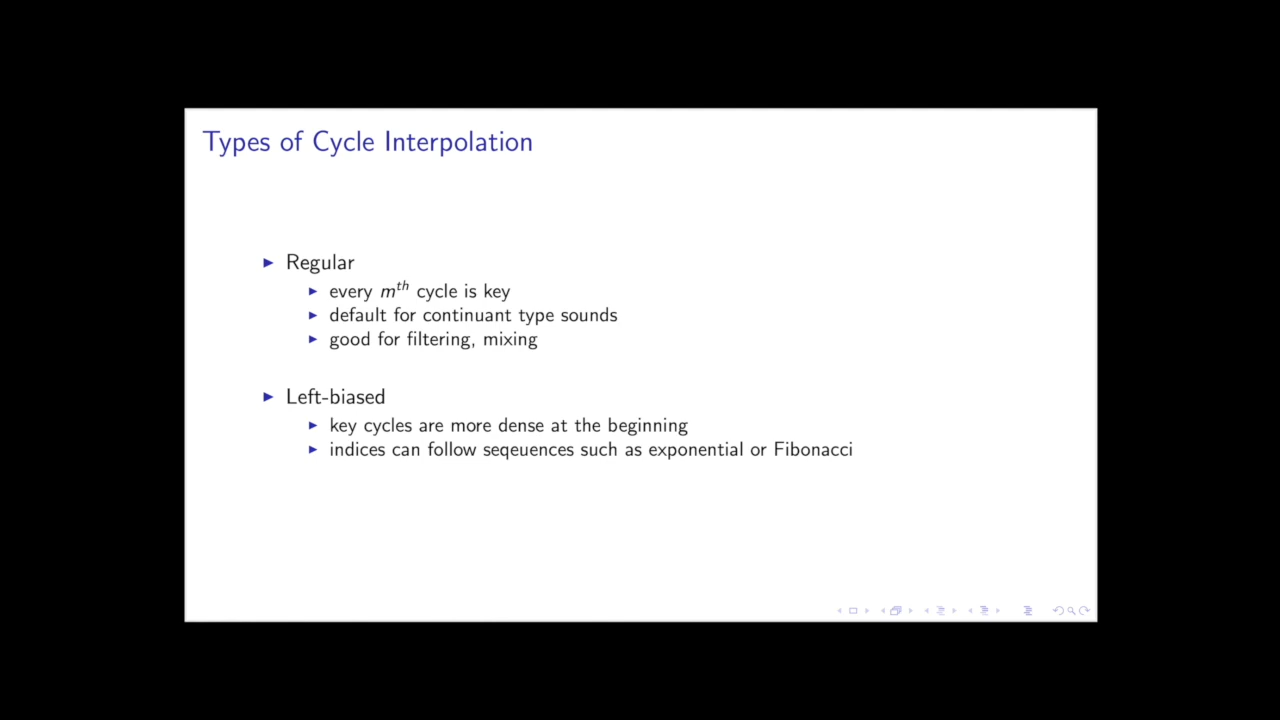 Types of Cycle Interpolation
Regular
every mth cycle is key
default for continuant type sounds
good for filtering, mixing
Left-biased
key cycles are more dense at the beginning
indices can follow seqeuences such as exponential or Fibonacci